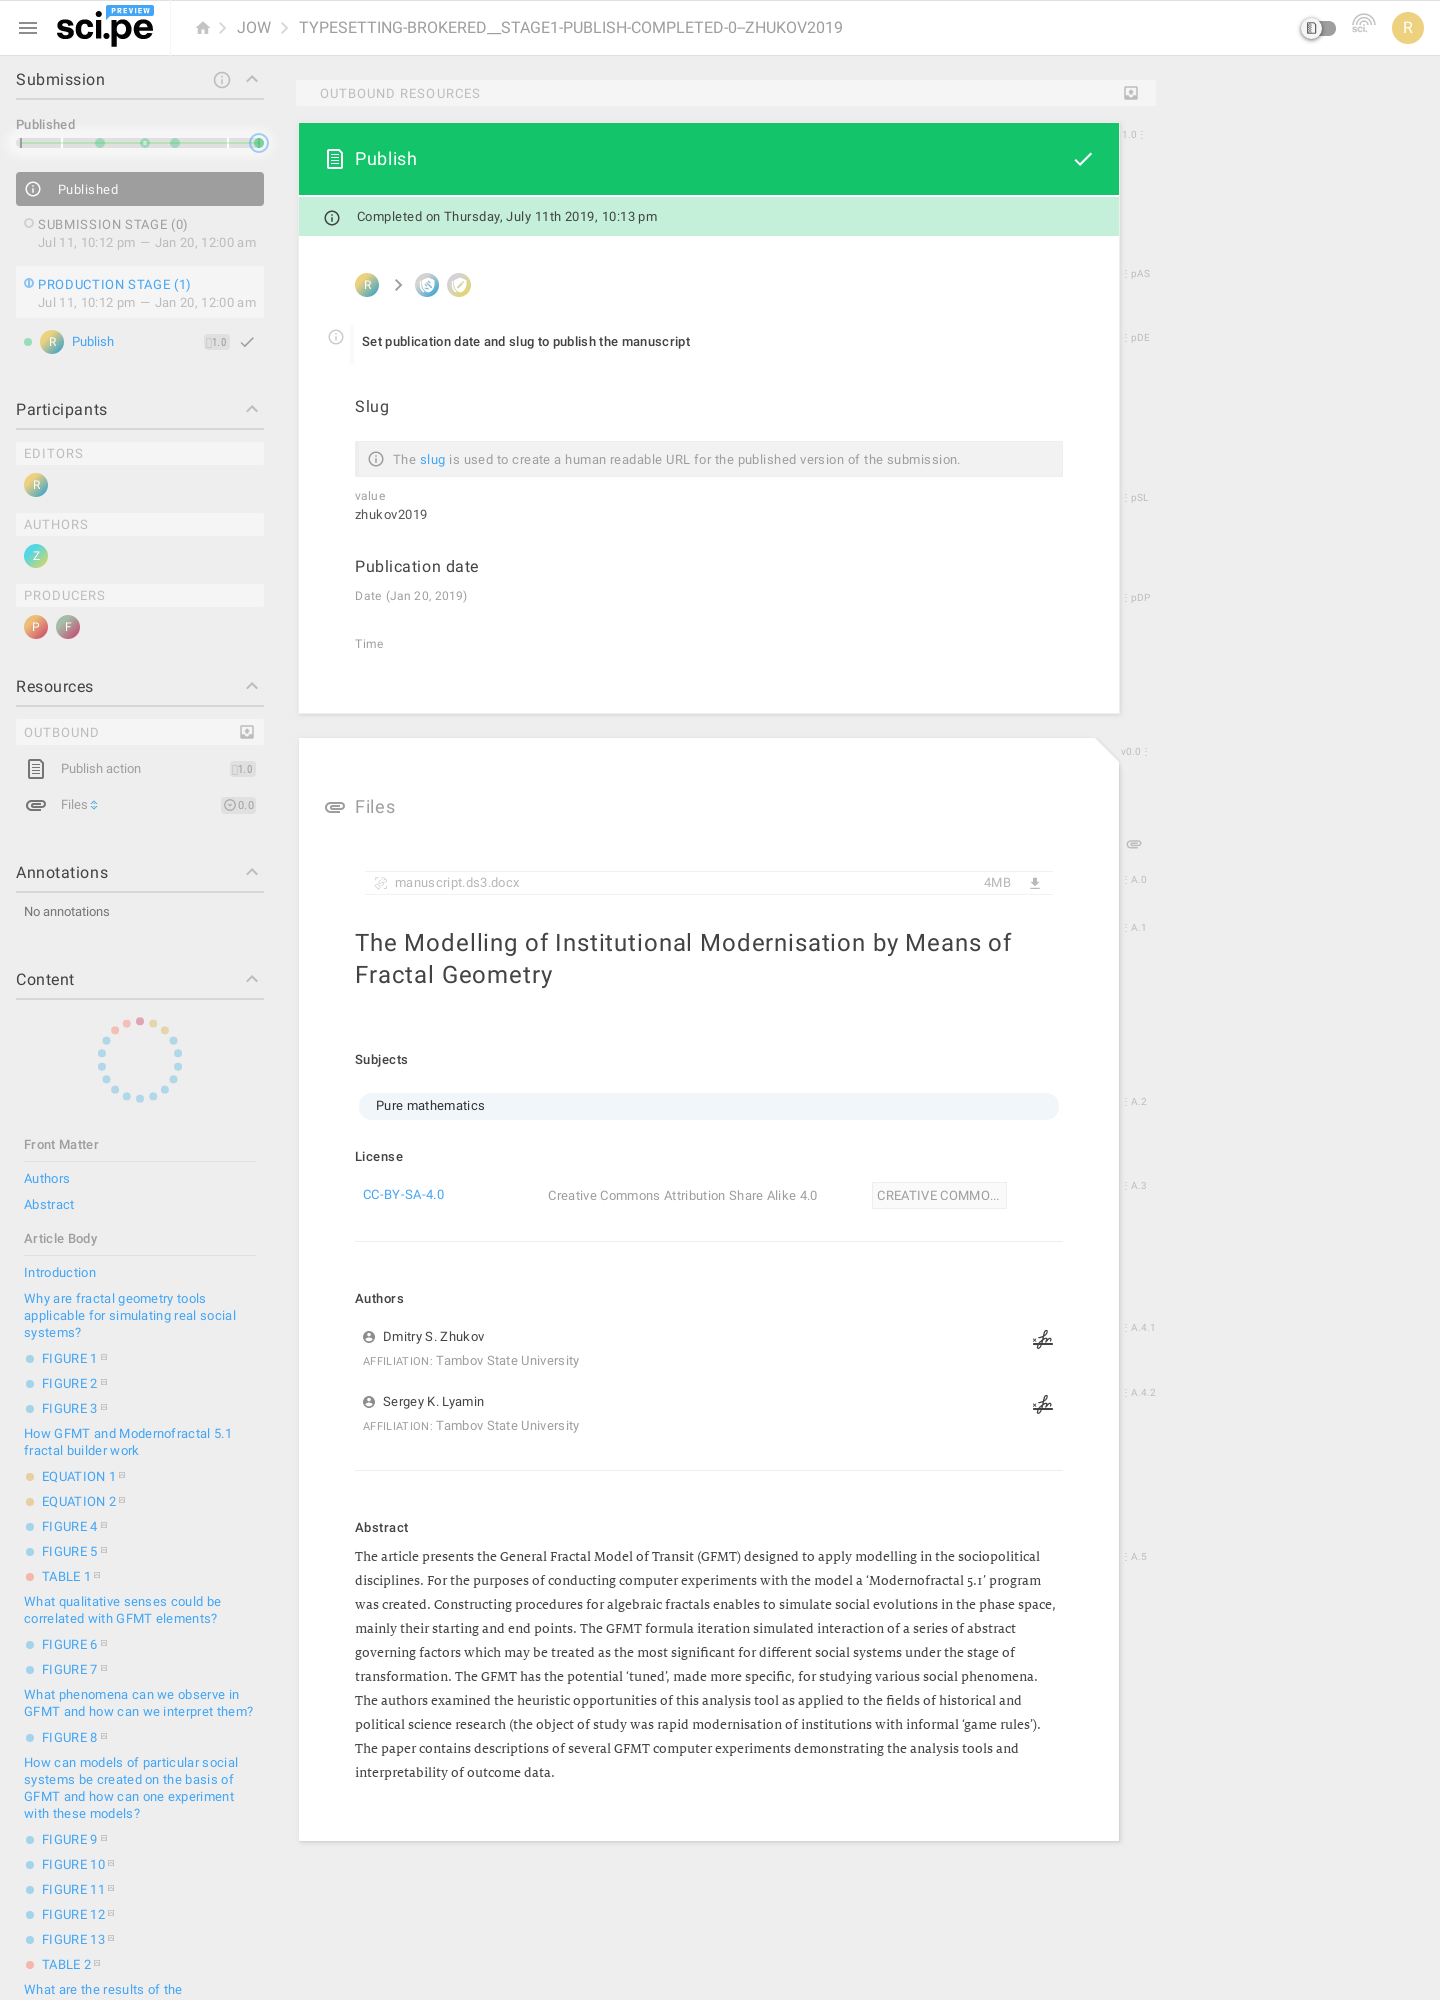 PREVIEW
sci.pe
JOW
TYPESETTING-BROKERED__STAGE1-PUBLISH-COMPLETED-0--ZHUKOV2019
sci.
R
Submission
Published
Published
SUBMISSION STAGE (0)
Jul 11, 10:12 pm — Jan 20, 12:00 am
PRODUCTION STAGE (1)
Jul 11, 10:12 pm — Jan 20, 12:00 am
R
Publish
1.0
Participants
EDITORS
R
AUTHORS
Z
PRODUCERS
P
F
Resources
OUTBOUND
Publish action
1.0
Files
0.0
Annotations
No annotations
Content
Front Matter
Authors
Abstract
Article Body
Introduction
Why are fractal geometry tools
applicable for simulating real social
systems?
FIGURE 1
FIGURE 2
FIGURE 3
How GFMT and Modernofractal 5.1
fractal builder work
EQUATION 1
EQUATION 2
FIGURE 4
FIGURE 5
TABLE 1
What qualitative senses could be
correlated with GFMT elements?
FIGURE 6
FIGURE 7
What phenomena can we observe in
GFMT and how can we interpret them?
FIGURE 8
How can models of particular social
systems be created on the basis of
GFMT and how can one experiment
with these models?
FIGURE 9
FIGURE 10
FIGURE 11
FIGURE 12
FIGURE 13
TABLE 2
What are the results of the
OUTBOUND RESOURCES
Publish
1.0
Completed on Thursday, July 11th 2019, 10:13 pm
R
pAS
Set publication date and slug to publish the manuscript
pDE
Slug
The slug is used to create a human readable URL for the published version of the submission.
value
pSL
zhukov2019
Publication date
Date (Jan 20, 2019)
pDP
Time
v0.0
Files
manuscript.ds3.docx
4MB
A.0
The Modelling of Institutional Modernisation by Means of
Fractal Geometry
A.1
Subjects
Pure mathematics
A.2
License
CC-BY-SA-4.0
Creative Commons Attribution Share Alike 4.0
CREATIVE COMMO...
A.3
Authors
Dmitry S. Zhukov
A.4.1
AFFILIATION: Tambov State University
Sergey K. Lyamin
A.4.2
AFFILIATION: Tambov State University
Abstract
The article presents the General Fractal Model of Transit (GFMT) designed to apply modelling in the sociopolitical
A.5
disciplines. For the purposes of conducting computer experiments with the model a ‘Modernofractal 5.1’ program
was created. Constructing procedures for algebraic fractals enables to simulate social evolutions in the phase space,
mainly their starting and end points. The GFMT formula iteration simulated interaction of a series of abstract
governing factors which may be treated as the most significant for different social systems under the stage of
transformation. The GFMT has the potential ‘tuned’, made more specific, for studying various social phenomena.
The authors examined the heuristic opportunities of this analysis tool as applied to the fields of historical and
political science research (the object of study was rapid modernisation of institutions with informal ‘game rules’).
The paper contains descriptions of several GFMT computer experiments demonstrating the analysis tools and
interpretability of outcome data.